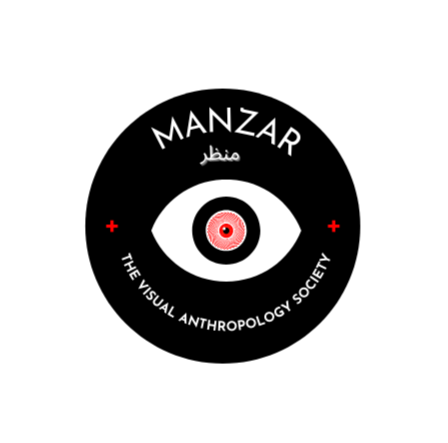 MANZAR
منظر
THE VISUAL ANTHROPOLOGY SOCIETY